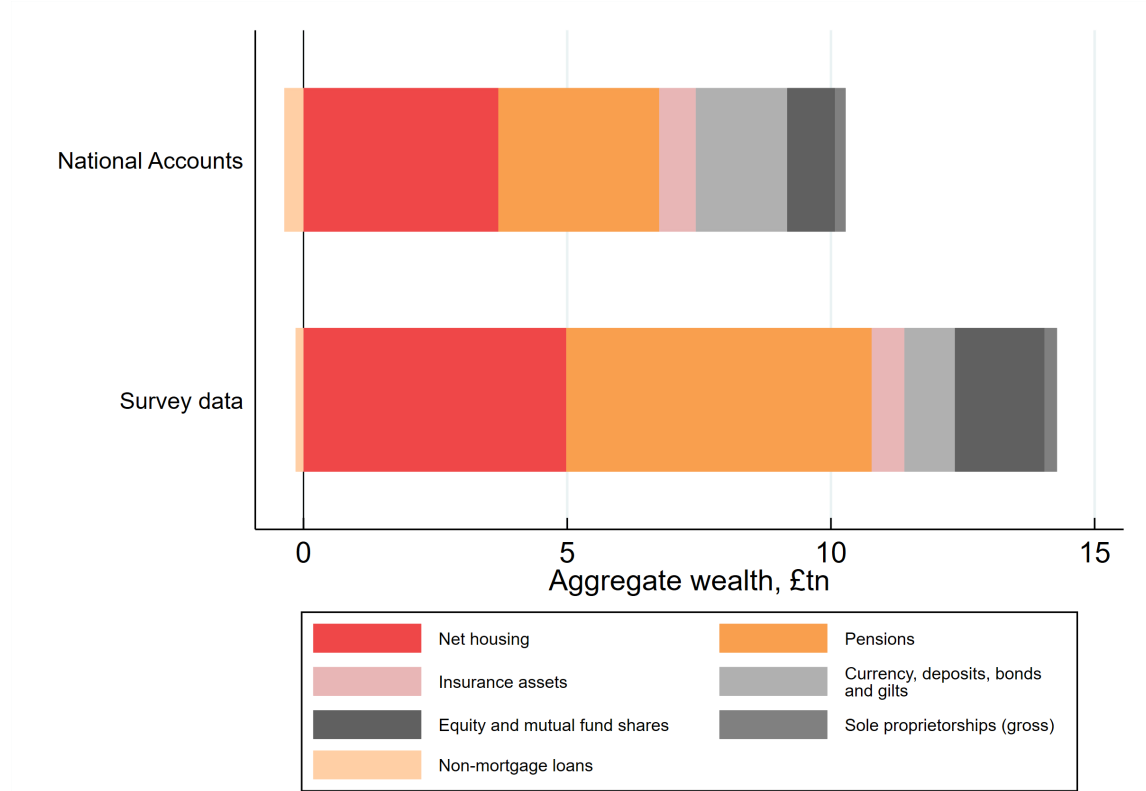 National Accounts
Survey data
0 5 10 15
Aggregate wealth, £tn
Net housing
Pensions
Insurance assets
Currency, deposits, bonds
and gilts
Equity and mutual fund shares
Sole proprietorships (gross)
Non-mortgage loans